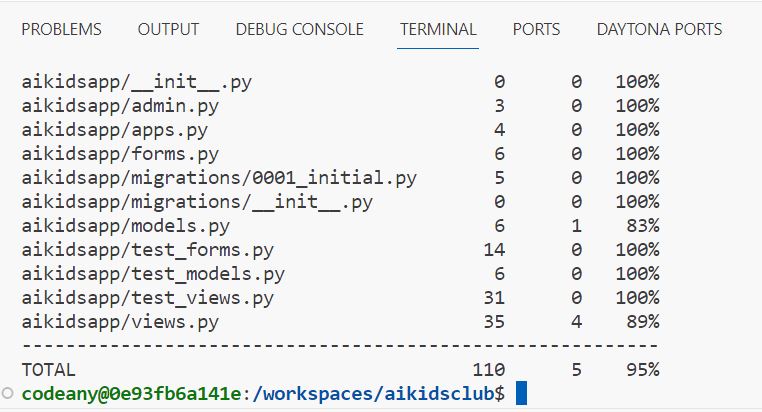 PROBLEMS OUTPUT DEBUG CONSOLE TERMINAL PORTS DAYTONA PORTS
aikidsapp/__init__.py 0 0 100%
aikidsapp/admin.py 3 0 100%
aikidsapp/apps.py 4 0 100%
aikidsapp/forms.py 6 0 100%
aikidsapp/migrations/0001_initial.py 5 0 100%
aikidsapp/migrations/__init__.py 0 0 100%
aikidsapp/models.py 6 1 83%
aikidsapp/test_forms.py 14 0 100%
aikidsapp/test_models.py 6 0 100%
aikidsapp/test_views.py 31 0 100%
aikidsapp/views.py 35 4 89%
-----------------------------------------------------------
TOTAL 110 5 95%
codeany@0e93fb6a141e:/workspaces/aikidsclub$